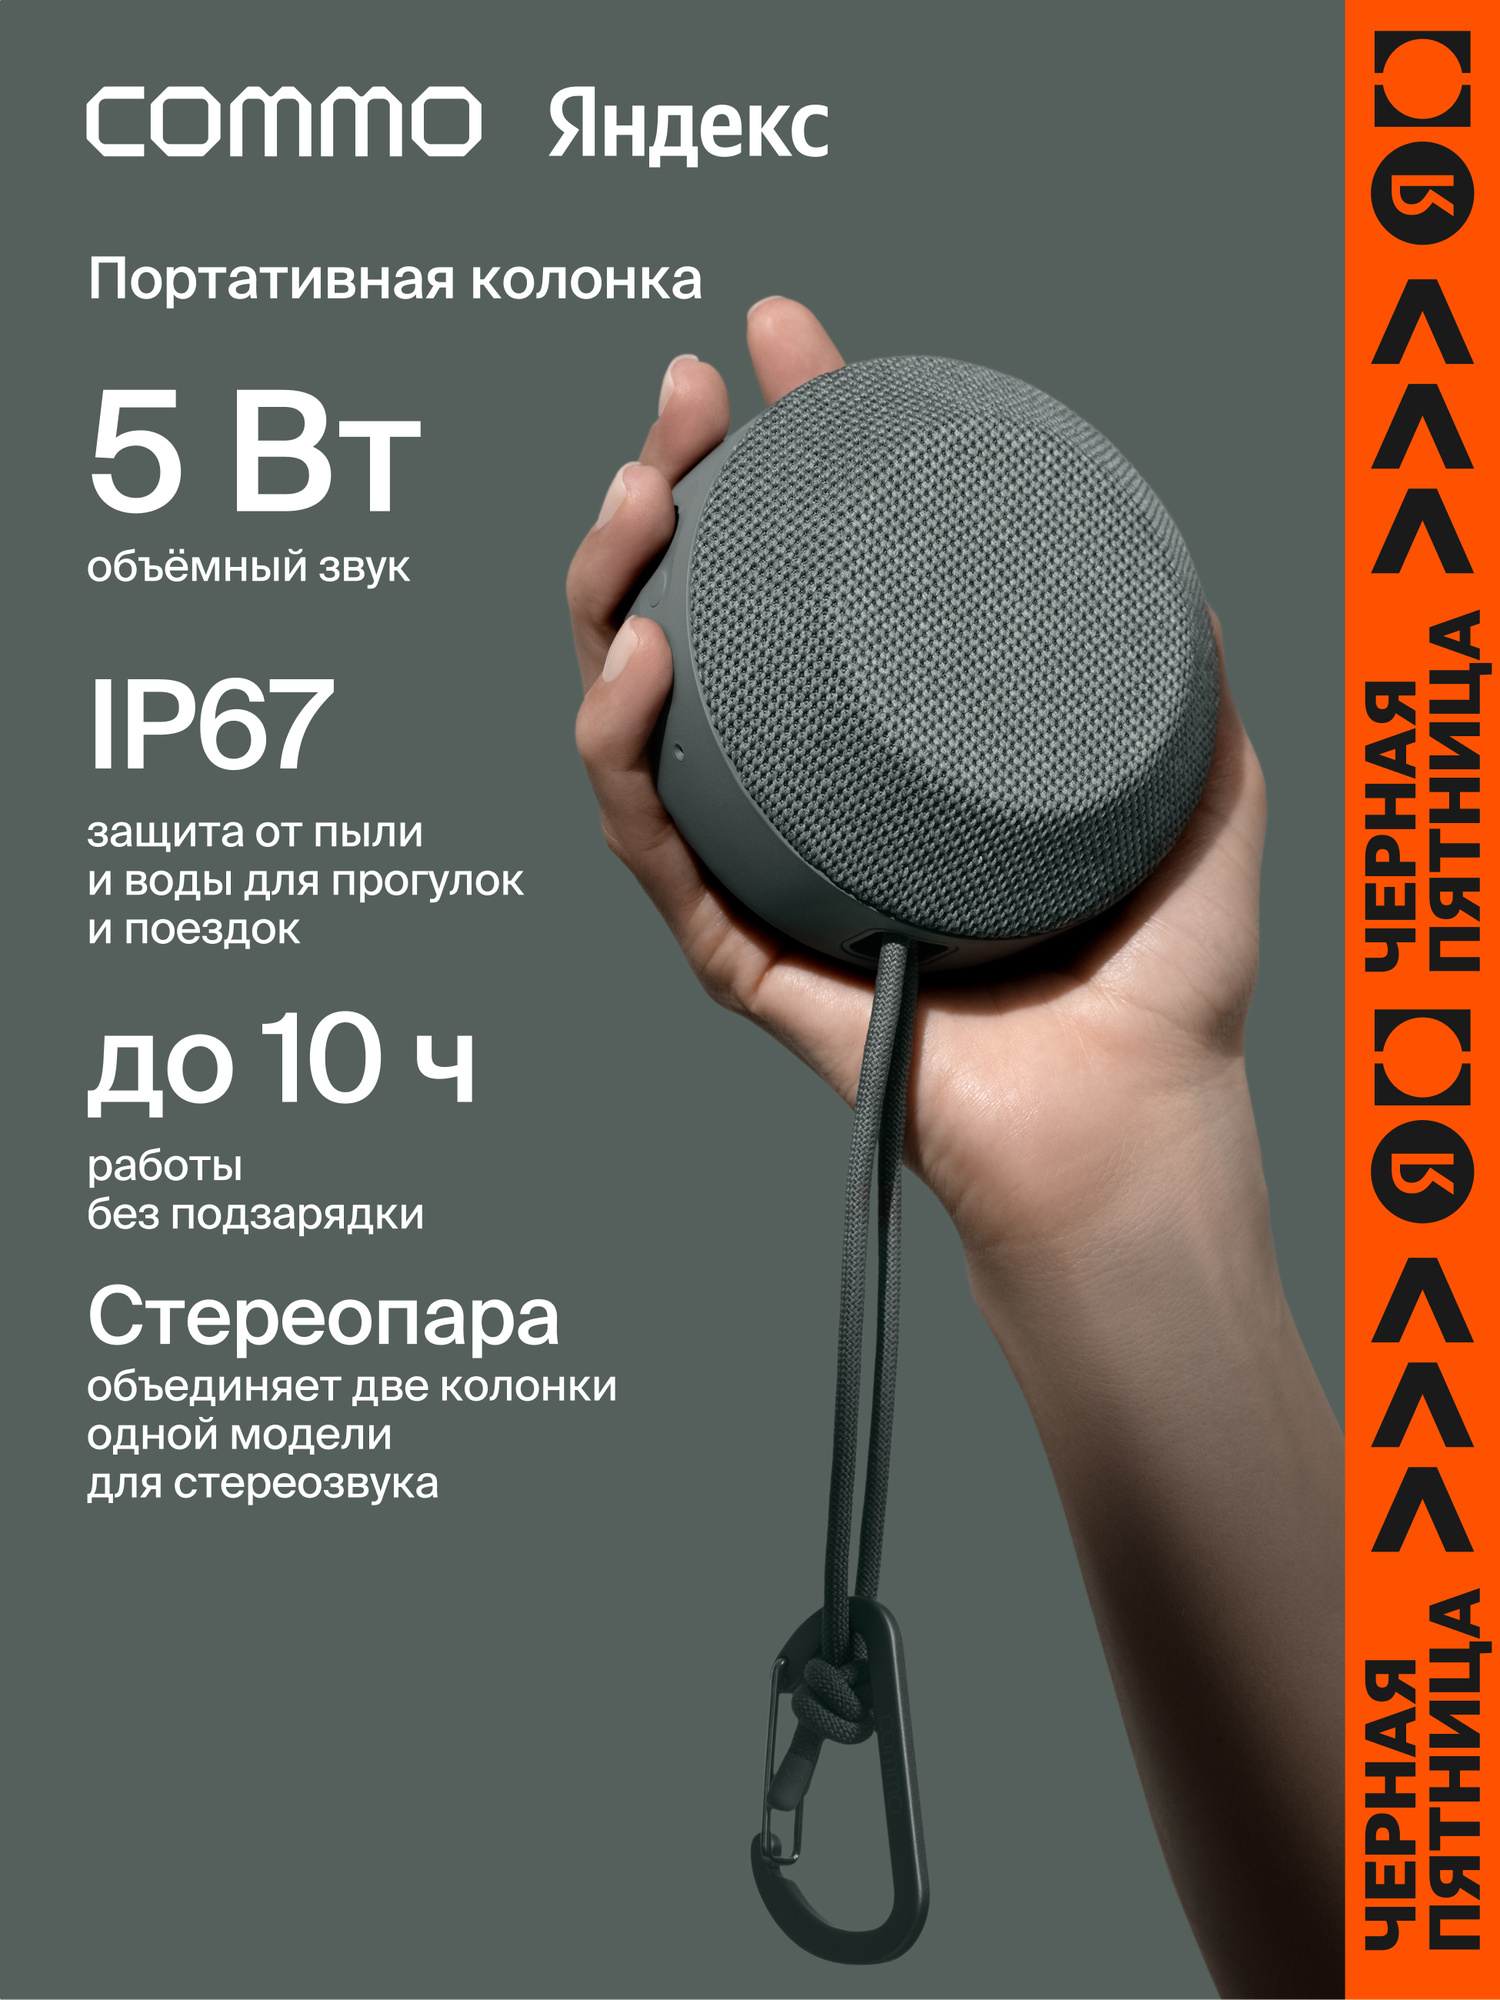 commo Яндекс
Портативная колонка
5 Вт
объёмный звук
IP67
защита от пыли
и воды для прогулок
и поездок
до 10 ч
работы
без подзарядки
Стереопара
объединяет две колонки
одной модели
для стереозвука
Я
ЧЕРНАЯ
ПЯТНИЦА
Я
ЧЕРНАЯ
ПЯТНИЦА